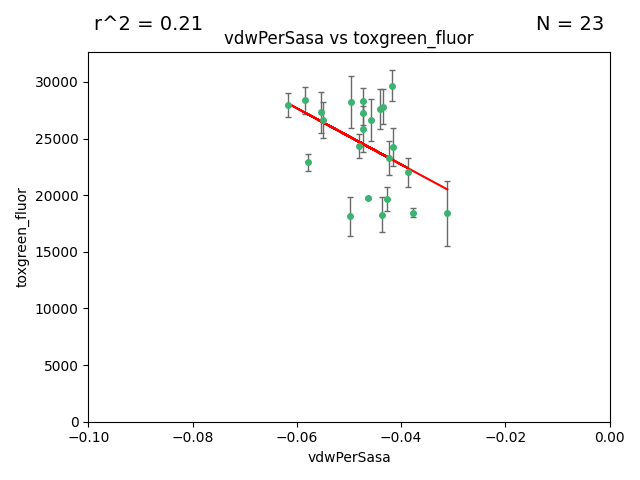 r^2 = 0.21
N = 23
vdwPerSasa vs toxgreen_fluor
30000
25000
20000
15000
10000
5000
0
toxgreen_fluor
−0.10
−0.08
−0.06
−0.04
−0.02
0.00
vdwPerSasa